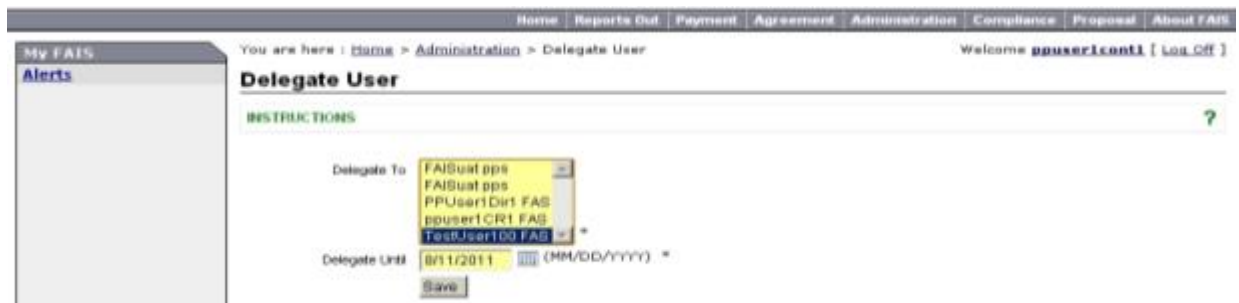 Home Reports Out Payment Agreement Administration Compliance Proposal About FAIS
My FAIS
Alerts
You are here : Home > Administration > Delegate User
Welcome ppuser1cont1 [ Log Off ]
Delegate User
INSTRUCTIONS ?
Delegate To
FAISuat pps
FAISuat pps
PPUser1Dir1 FAS
ppuser1CR1 FAS
TestUser100 FAS *
Delegate Until 8/11/2011 (MM/DD/YYYY) *
Save